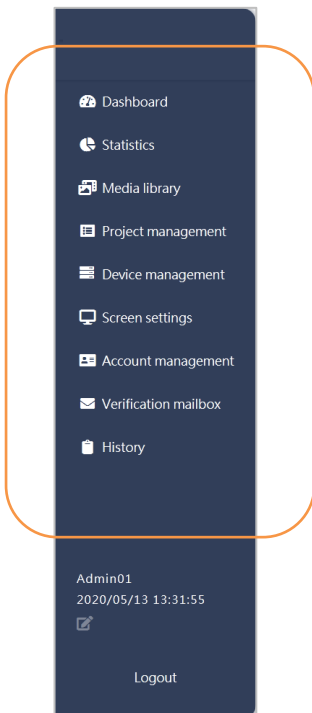 Dashboard
Statistics
Media library
Project management
Device management
Screen settings
Account management
Verification mailbox
History
Admin01
2020/05/13 13:31:55
Logout